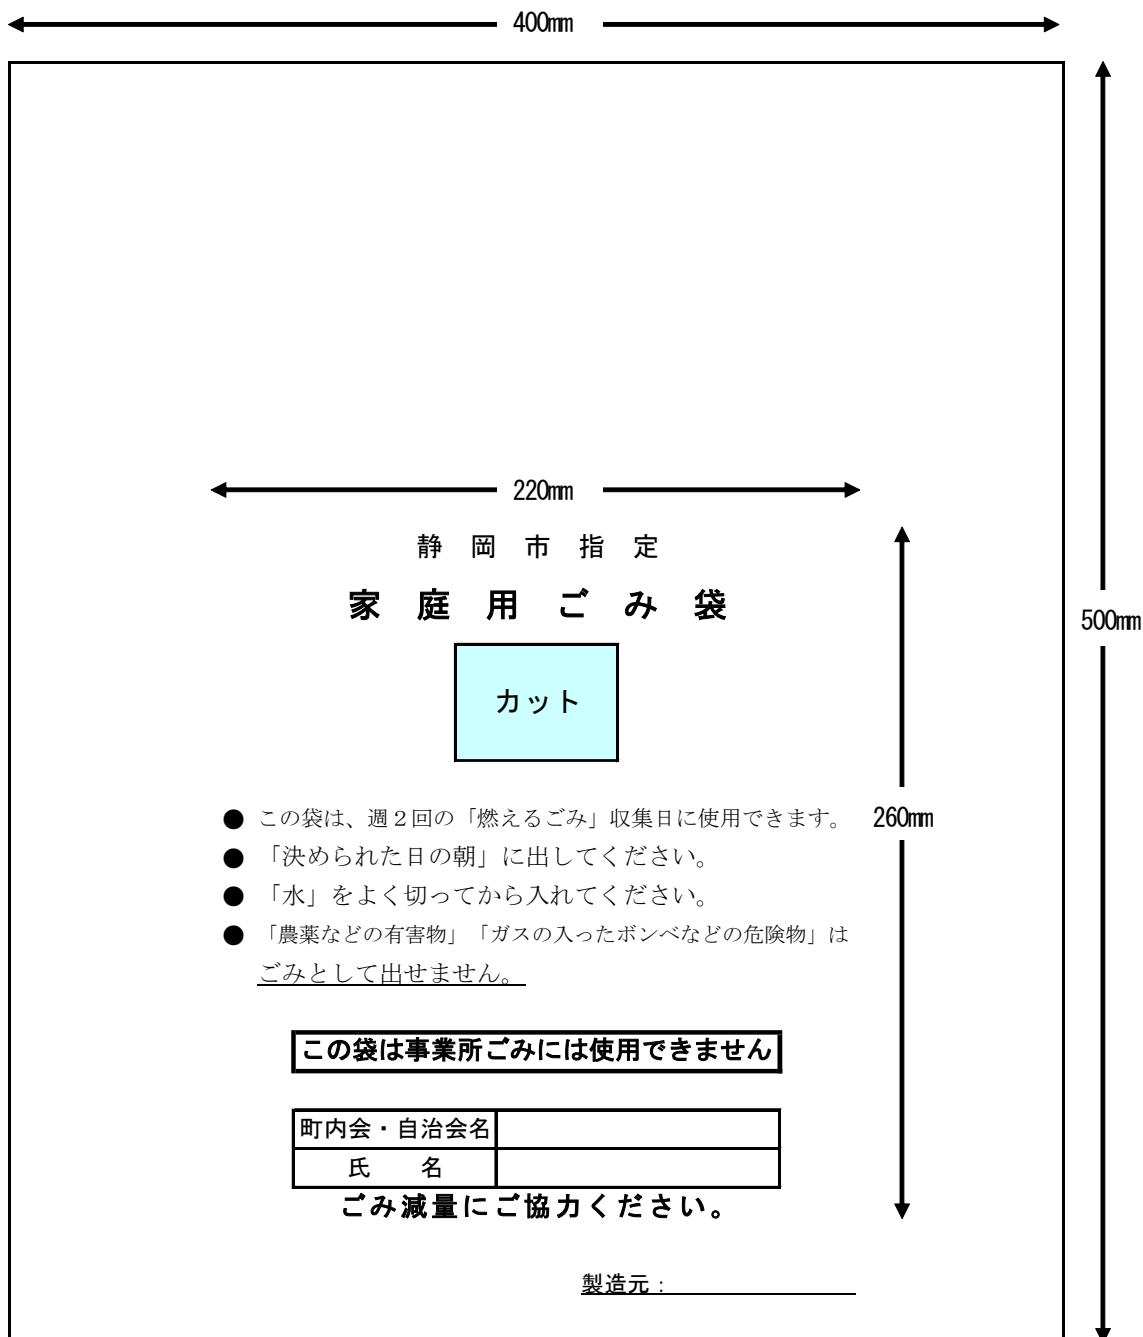 400mm
220mm
静岡市指定
家庭用ごみ袋
500mm
カット
● この袋は、週２回の「燃えるごみ」収集日に使用できます。
260mm
● 「決められた日の朝」に出してください。
● 「水」をよく切ってから入れてください。
● 「農薬などの有害物」「ガスの入ったボンベなどの危険物」は
ごみとして出せません。
この袋は事業所ごみには使用できません
町内会・自治会名
氏　　名
ごみ減量にご協力ください。
製造元：